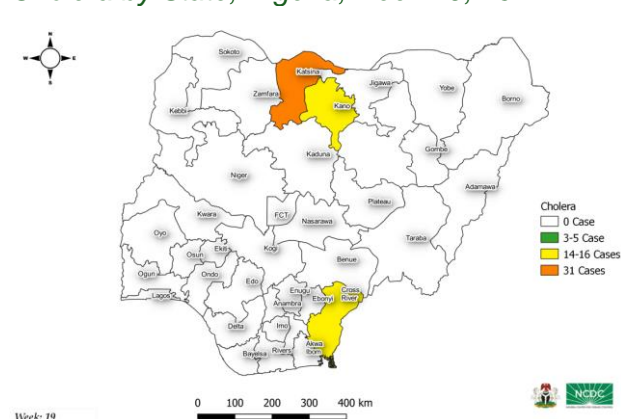 N
W E
S
Sokoto
Katsina
Jigawa
Yobe
Zamfara
Borno
Kano
Kebbi
Gombe
Kaduna
Adamawa
Niger
Plateau
Kwara
FCT
Nasarawa
Taraba
Oyo
Kogi
Ekiti
Osun
Benue
Ogun
Ondo
Edo
Enugu
Cross
River
Ebonyi
Lagos
Anambra
Delta
Imo
Akwa
Ibom
Bayelsa
Rivers
Cholera
0 Case
3-5 Case
14-16 Cases
31 Cases
0 100 200 300 400 km
Week: 19
NCDC